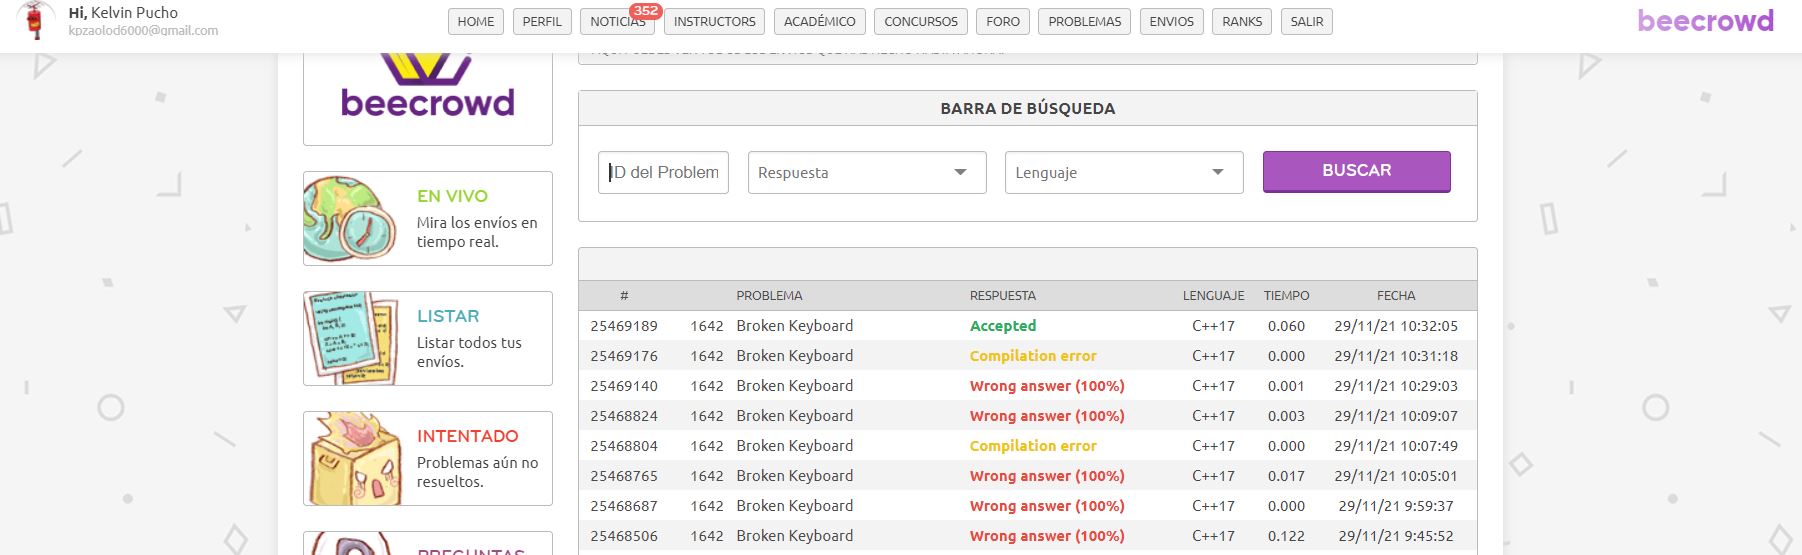 Hi, Kelvin Pucho
kpzaolod6000@gmail.com
HOME PERFIL NOTICIAS 352 INSTRUCTORS ACADÉMICO CONCURSOS FORO PROBLEMAS ENVIOS RANKS SALIR
beecrowd
beecrowd
EN VIVO
Mira los envíos en
tiempo real.
LISTAR
Listar todos tus
envíos.
INTENTADO
Problemas aún no
resueltos.
PREGUNTAS
BARRA DE BÚSQUEDA
ID del Problem Respuesta Lenguaje BUSCAR
# PROBLEMA RESPUESTA LENGUAJE TIEMPO FECHA
25469189 1642 Broken Keyboard Accepted C++17 0.060 29/11/21 10:32:05
25469176 1642 Broken Keyboard Compilation error C++17 0.000 29/11/21 10:31:18
25469140 1642 Broken Keyboard Wrong answer (100%) C++17 0.001 29/11/21 10:29:03
25468824 1642 Broken Keyboard Wrong answer (100%) C++17 0.003 29/11/21 10:09:07
25468804 1642 Broken Keyboard Compilation error C++17 0.000 29/11/21 10:07:49
25468765 1642 Broken Keyboard Wrong answer (100%) C++17 0.017 29/11/21 10:05:01
25468687 1642 Broken Keyboard Wrong answer (100%) C++17 0.000 29/11/21 9:59:37
25468506 1642 Broken Keyboard Wrong answer (100%) C++17 0.122 29/11/21 9:45:52